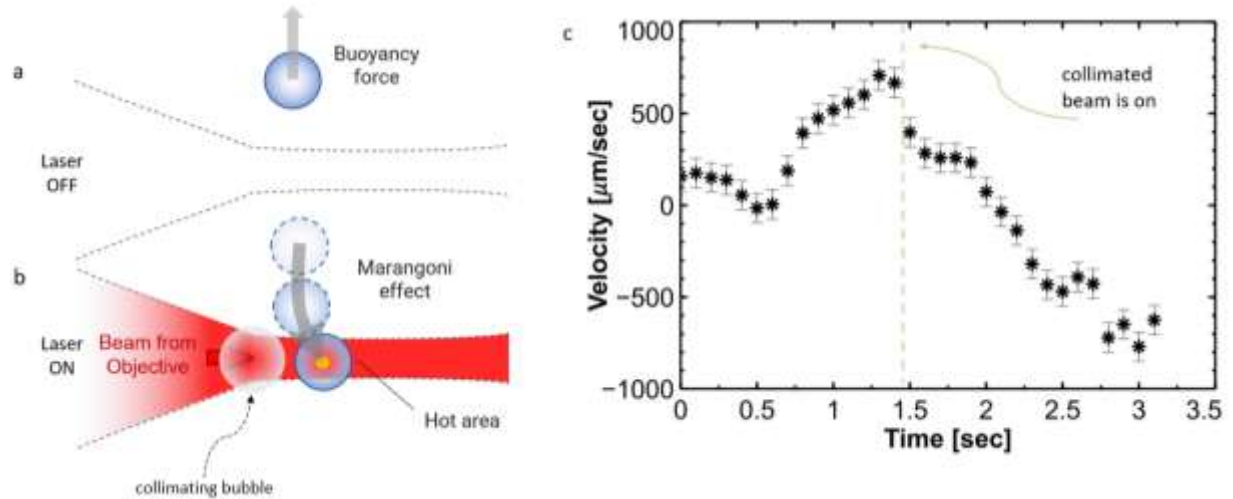 a
Buoyancy
force
Laser
OFF
b
Marangoni
effect
Laser
ON
Beam from
Objective
Hot area
collimating bubble
c
collimated
beam is on
Velocity [μm/sec]
1000
500
0
−500
−1000
0
0.5
1
1.5
2
2.5
3
3.5
Time [sec]